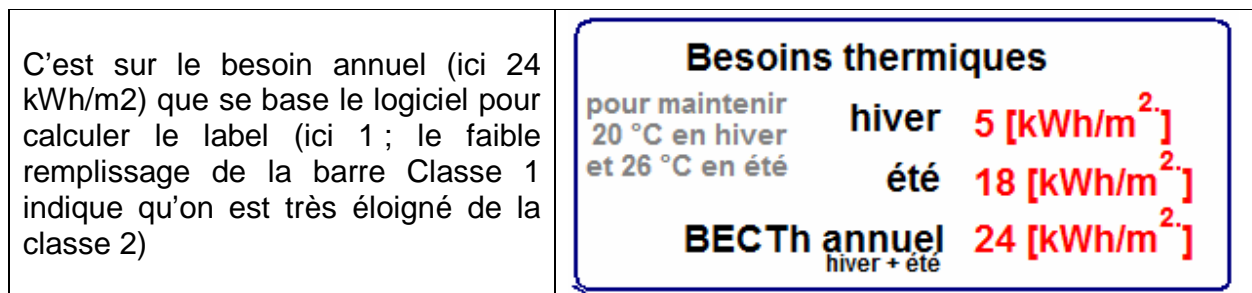 C’est sur le besoin annuel (ici 24
kWh/m2) que se base le logiciel pour
calculer le label (ici 1 ; le faible
remplissage de la barre Classe 1
indique qu’on est très éloigné de la
classe 2)
Besoins thermiques
pour maintenir
20 °C en hiver
et 26 °C en été
hiver 5 [kWh/m².]
été 18 [kWh/m².]
BECTh annuel 24 [kWh/m².]
hiver + été